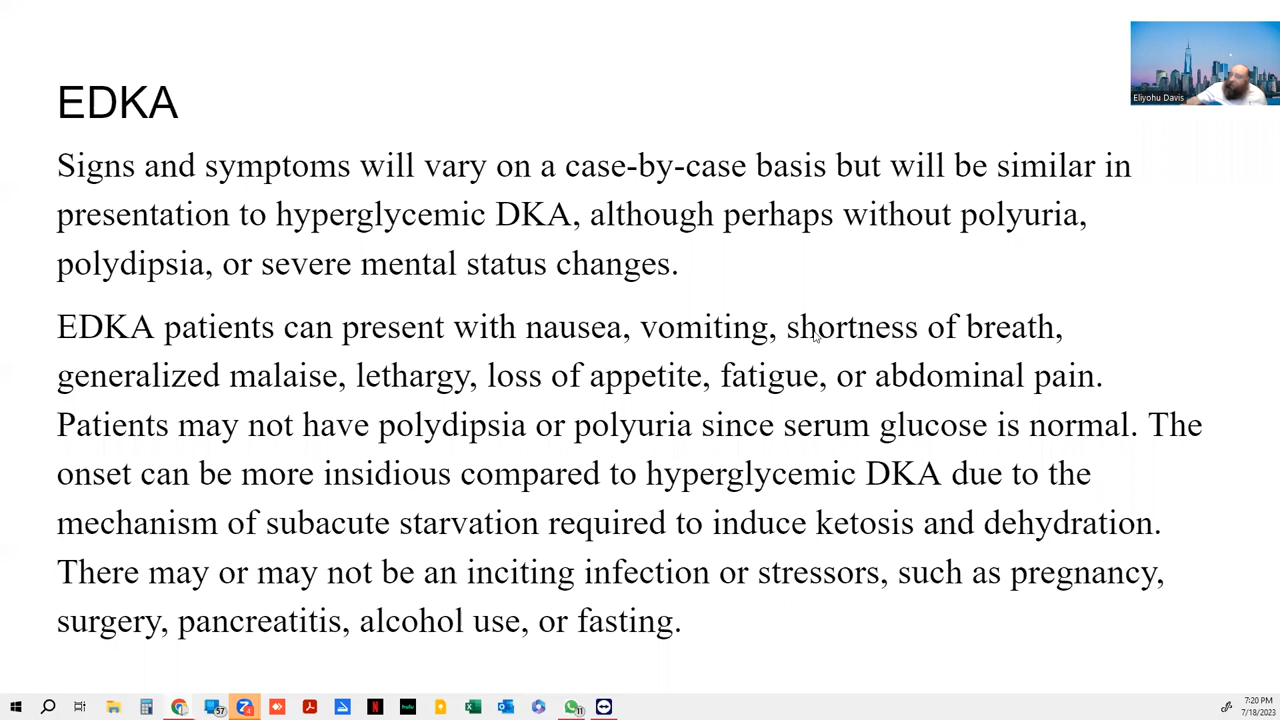 EDKA
Eliyohu Davis
Signs and symptoms will vary on a case-by-case basis but will be similar in
presentation to hyperglycemic DKA, although perhaps without polyuria,
polydipsia, or severe mental status changes.
EDKA patients can present with nausea, vomiting, shortness of breath,
generalized malaise, lethargy, loss of appetite, fatigue, or abdominal pain.
Patients may not have polydipsia or polyuria since serum glucose is normal. The
onset can be more insidious compared to hyperglycemic DKA due to the
mechanism of subacute starvation required to induce ketosis and dehydration.
There may or may not be an inciting infection or stressors, such as pregnancy,
surgery, pancreatitis, alcohol use, or fasting.
57
hulu
11
7:20 PM
7/18/2023